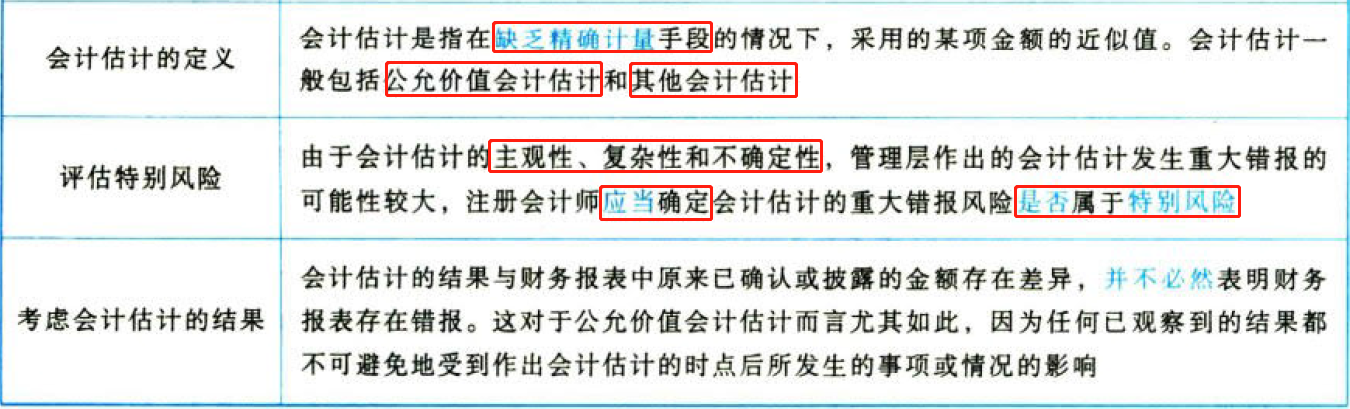 会计估计的定义
会计估计是指在缺乏精确计量手段的情况下，采用的某项金额的近似值。会计估计一
般包括公允价值会计估计和其他会计估计
评估特别风险
由于会计估计的主观性、复杂性和不确定性，管理层作出的会计估计发生重大错报的
可能性较大，注册会计师应当确定会计估计的重大错报风险是否属于特别风险
考虑会计估计的结果
会计估计的结果与财务报表中原来已确认或披露的金额存在差异，并不必然表明财务
报表存在错报。这对于公允价值会计估计而言尤其如此，因为任何已观察到的结果都
不可避免地受到作出会计估计的时点后所发生的事项或情况的影响